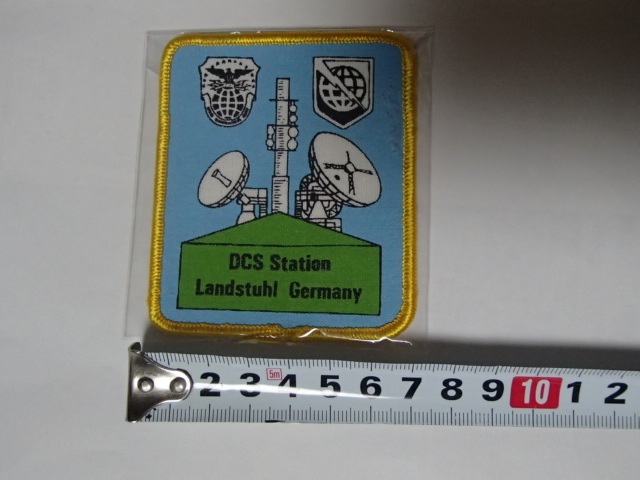 DCS Station
Landstuhl Germany
5m
2 3 4 5 6 7 8 9 10 1 2